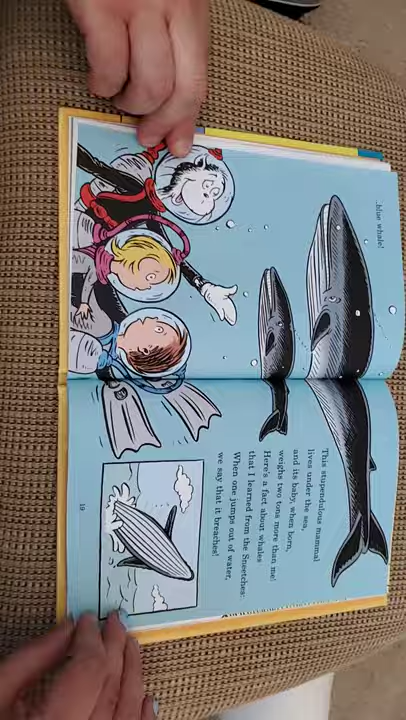 ...blue whale!
This stupendulous mammal
lives under the sea,
and its baby, when born,
weighs two tons more than me!
Here's a fact about whales
that I learned from the Sneetches:
When one jumps out of water,
we say that it breaches!
19